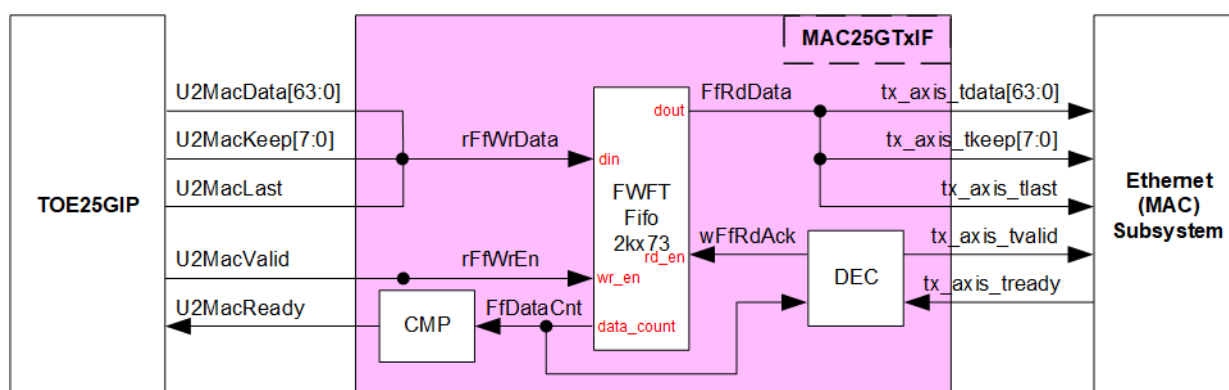 MAC25GTxIF
U2MacData[63:0]
FfRdData
tx_axis_tdata[63:0]
dout
U2MacKeep[7:0]
rFfWrData
tx_axis_tkeep[7:0]
din
U2MacLast
tx_axis_tlast
TOE25GIP
FWFT
Fifo
2kx73
Ethernet
(MAC)
Subsystem
wFfRdAck
tx_axis_tvalid
rd_en
U2MacValid
rFfWrEn
wr_en
DEC
tx_axis_tready
U2MacReady
CMP
FfDataCnt
data_count